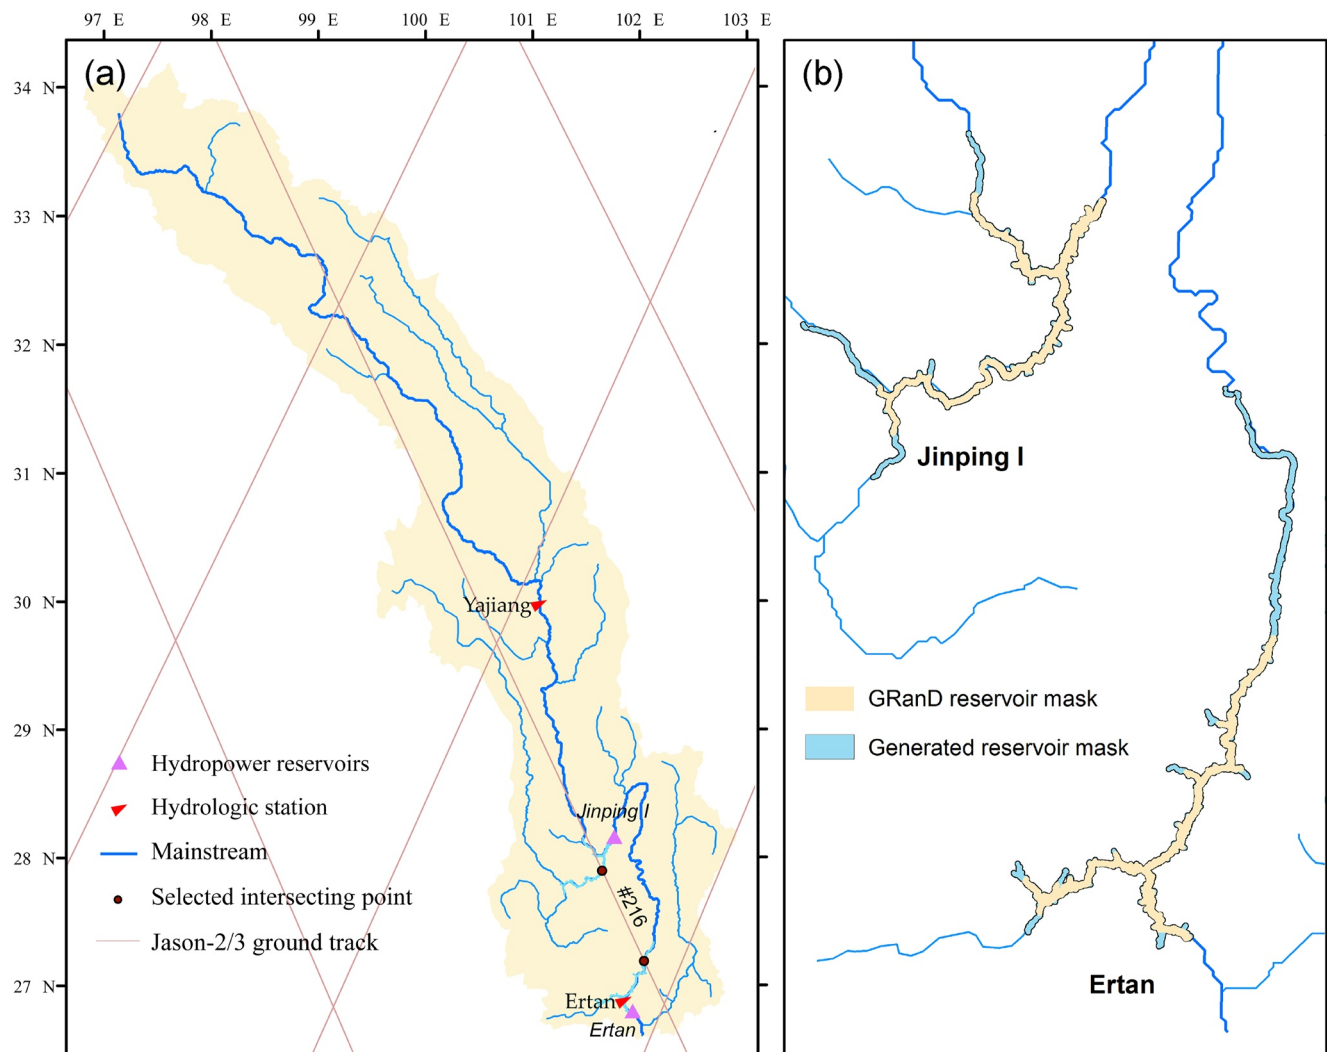 97 E 98 E 99 E 100 E 101 E 102 E 103 E
(a)
34 N
33 N
32 N
31 N
30 N
29 N
28 N
27 N
Yajiang
Jinping I
#216
Ertan
Ertan
Hydropower reservoirs
Hydrologic station
Mainstream
Selected intersecting point
Jason-2/3 ground track
(b)
Jinping I
GRanD reservoir mask
Generated reservoir mask
Ertan